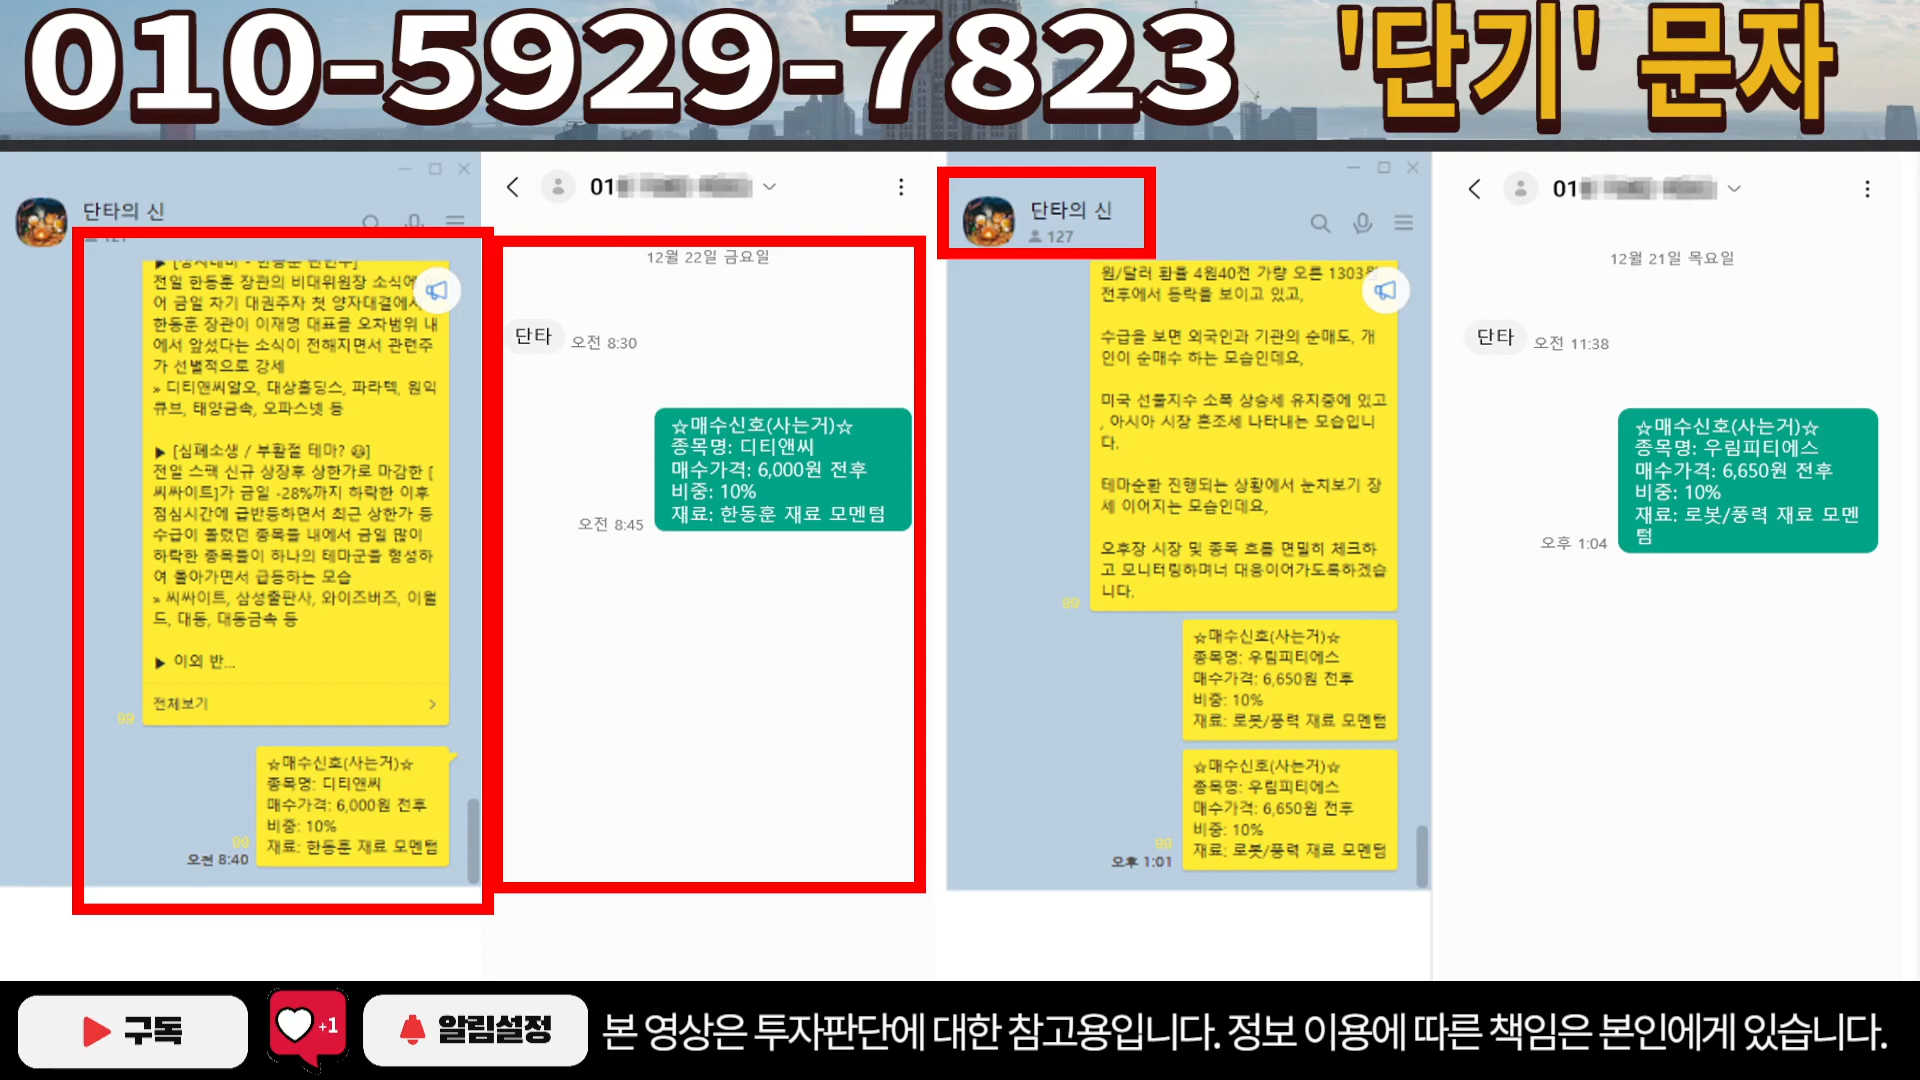 010-5929-7823 '단기' 문자
단타의 신
127
▶ [정치테마 - 한동훈 관련주]
전일 한동훈 장관의 비대위원장 소식에
어 금일 차기 대권주자 첫 양자대결에서
한동훈 장관이 이재명 대표를 오차범위 내
에서 앞섰다는 소식이 전해지면서 관련주
가 선별적으로 강세
» 디티앤씨알오, 대상홀딩스, 파라텍, 원익
큐브, 태양금속, 오파스넷 등
▶ [심폐소생 / 부활절 테마? 😆]
전일 스팩 신규 상장후 상한가로 마감한 [
씨싸이트]가 금일 -28%까지 하락한 이후
점심시간에 급반등하면서 최근 상한가 등
수급이 몰렸던 종목들 내에서 금일 많이
하락한 종목들이 하나의 테마군을 형성하
여 돌아가면서 급등하는 모습
» 씨싸이트, 삼성출판사, 와이즈버즈, 이월
드, 대동, 대동금속 등
▶ 이외 반...
전체보기
99
☆매수신호(사는거)☆
종목명: 디티앤씨
매수가격: 6,000원 전후
비중: 10%
재료: 한동훈 재료 모멘텀
99
오전 8:40
01
12월 22일 금요일
단타
오전 8:30
☆매수신호(사는거)☆
종목명: 디티앤씨
매수가격: 6,000원 전후
비중: 10%
재료: 한동훈 재료 모멘텀
오전 8:45
단타의 신
127
원/달러 환율 4원40전 가량 오른 1303원
전후에서 등락을 보이고 있고,
수급을 보면 외국인과 기관의 순매도, 개
인이 순매수 하는 모습인데요,
미국 선물지수 소폭 상승세 유지중에 있고
, 아시아 시장 혼조세 나타내는 모습입니
다.
테마순환 진행되는 상황에서 눈치보기 장
세 이어지는 모습인데요,
오후장 시장 및 종목 흐름 면밀히 체크하
고 모니터링하며너 대응이어가도록하겠습
니다.
99
☆매수신호(사는거)☆
종목명: 우림피티에스
매수가격: 6,650원 전후
비중: 10%
재료: 로봇/풍력 재료 모멘텀
☆매수신호(사는거)☆
종목명: 우림피티에스
매수가격: 6,650원 전후
비중: 10%
재료: 로봇/풍력 재료 모멘텀
99
오후 1:01
01
12월 21일 목요일
단타
오전 11:38
☆매수신호(사는거)☆
종목명: 우림피티에스
매수가격: 6,650원 전후
비중: 10%
재료: 로봇/풍력 재료 모멘
텀
오후 1:04
구독
+1
알림설정
본 영상은 투자판단에 대한 참고용입니다. 정보 이용에 따른 책임은 본인에게 있습니다.